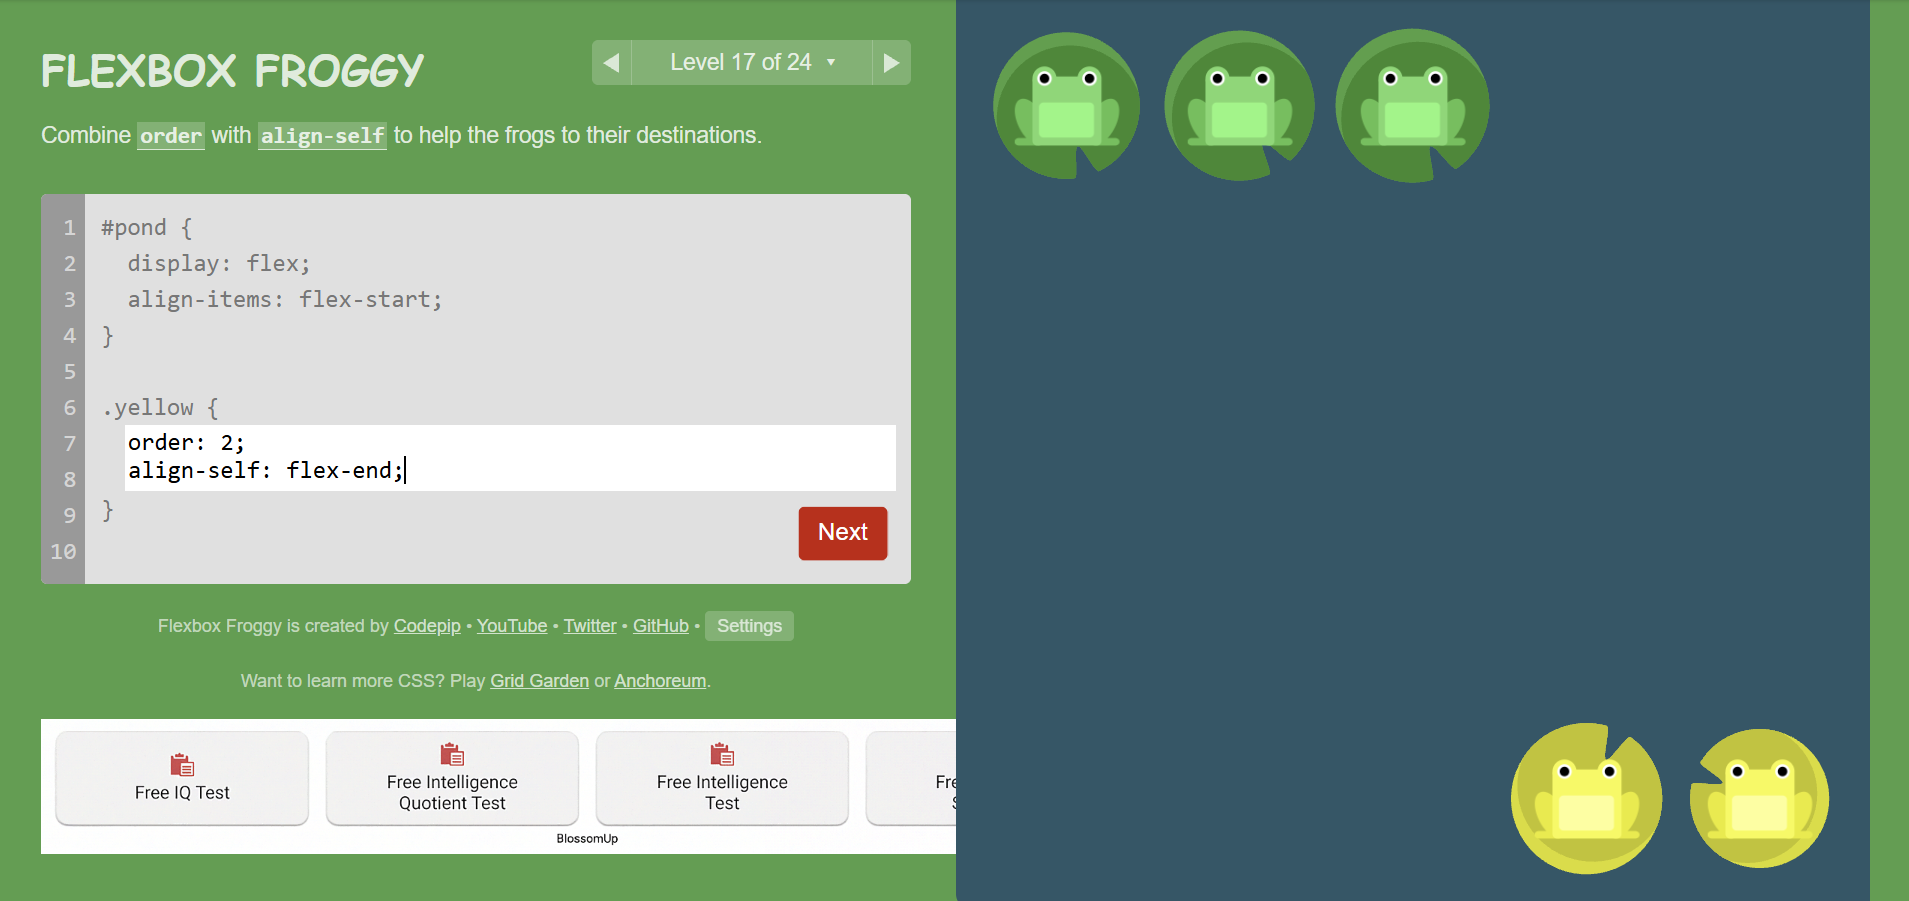 FLEXBOX FROGGY
◀ Level 17 of 24 ▼ ▶
Combine order with align-self to help the frogs to their destinations.
1 #pond {
2 display: flex;
3 align-items: flex-start;
4 }
5
6 .yellow {
7 order: 2;
8 align-self: flex-end;
9 }
10
Next
Flexbox Froggy is created by Codepip • YouTube • Twitter • GitHub • Settings
Want to learn more CSS? Play Grid Garden or Anchoreum.
Free IQ Test
Free Intelligence
Quotient Test
Free Intelligence
Test
BlossomUp